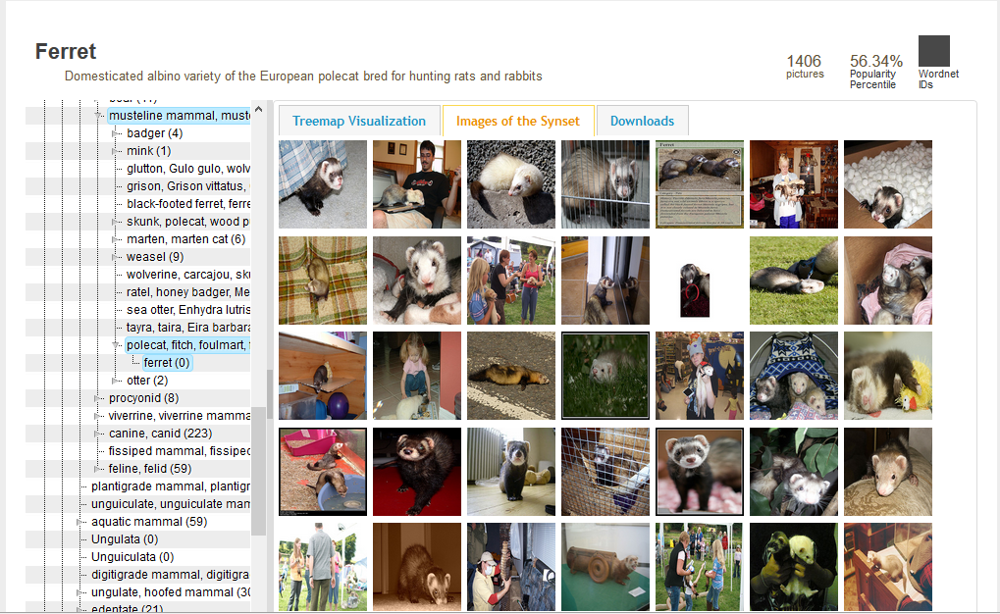 Ferret
Domesticated albino variety of the European polecat bred for hunting rats and rabbits
1406
pictures
56.34%
Popularity
Percentile
Wordnet
IDs
musteline mammal, muste
badger (4)
mink (1)
glutton, Gulo gulo, wolv
grison, Grison vittatus,
black-footed ferret, ferre
skunk, polecat, wood p
marten, marten cat (6)
weasel (9)
wolverine, carcajou, sku
ratel, honey badger, Me
sea otter, Enhydra lutris
tayra, taira, Eira barbara
polecat, fitch, foulmart, f
ferret (0)
otter (2)
procyonid (8)
viverrine, viverrine mamma
canine, canid (223)
fissiped mammal, fissiped
feline, felid (59)
plantigrade mammal, plantigr
unguiculate, unguiculate mam
aquatic mammal (59)
Ungulata (0)
Unguiculata (0)
digitigrade mammal, digitigra
ungulate, hoofed mammal (30
edentate (21)
Treemap Visualization
Images of the Synset
Downloads
Ferret